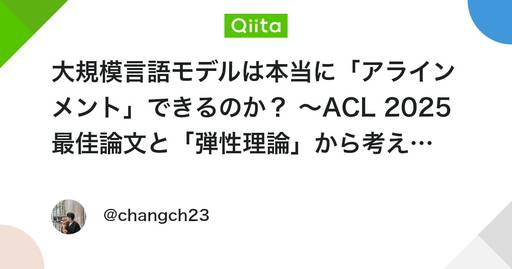 Qiita
大規模言語モデルは本当に「アライン
メント」できるのか？ 〜ACL 2025
最佳論文と「弾性理論」から考え…
@changch23